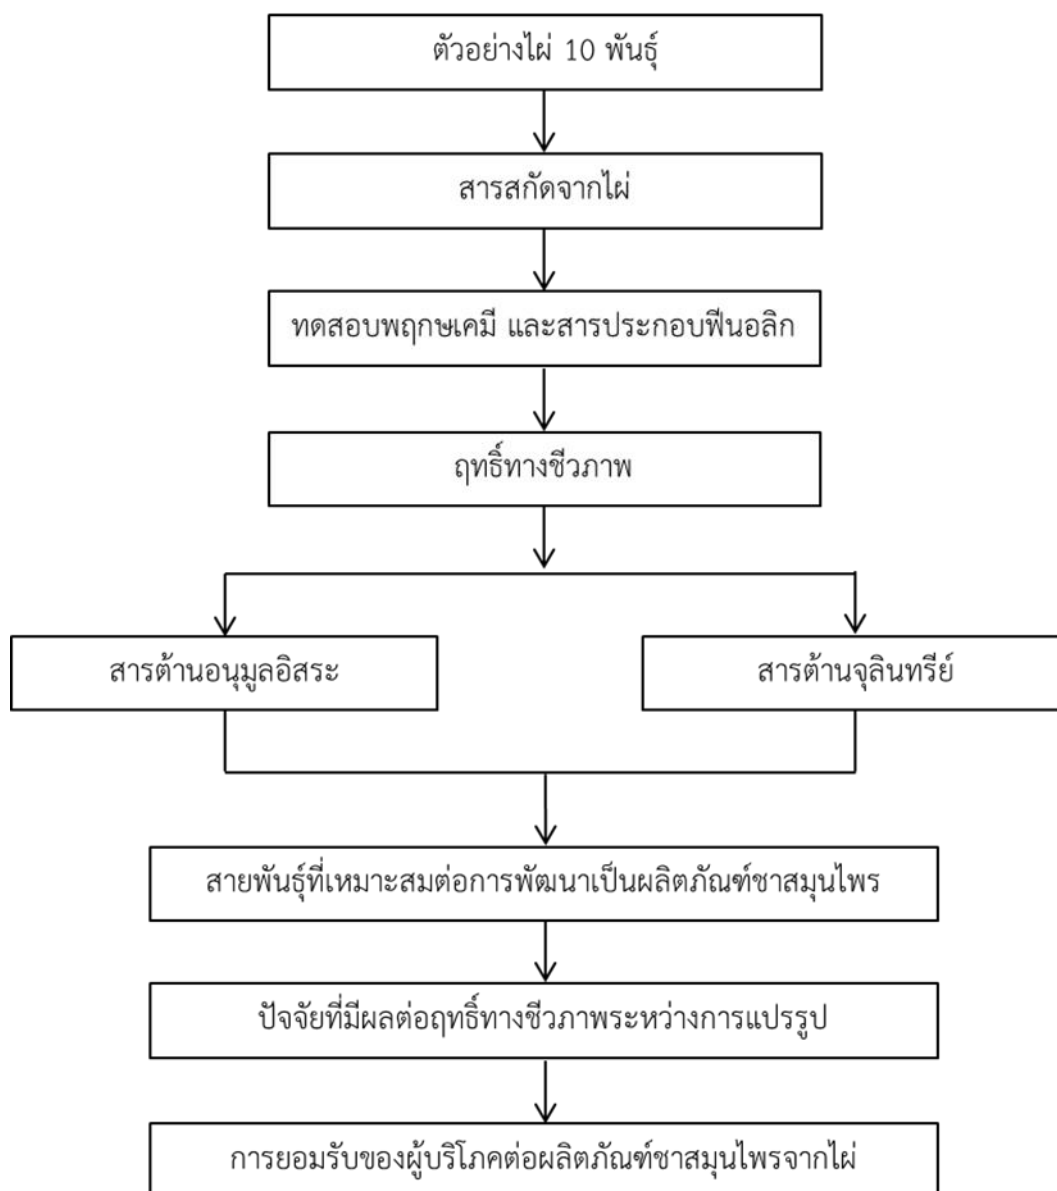 ตัวอย่างไผ่ 10 พันธุ์
สารสกัดจากไผ่
ทดสอบพฤกษเคมี และสารประกอบฟีนอลิก
ฤทธิ์ทางชีวภาพ
สารต้านอนุมูลอิสระ
สารต้านจุลินทรีย์
สายพันธุ์ที่เหมาะสมต่อการพัฒนาเป็นผลิตภัณฑ์ชาสมุนไพร
ปัจจัยที่มีผลต่อฤทธิ์ทางชีวภาพระหว่างการแปรรูป
การยอมรับของผู้บริโภคต่อผลิตภัณฑ์ชาสมุนไพรจากไผ่